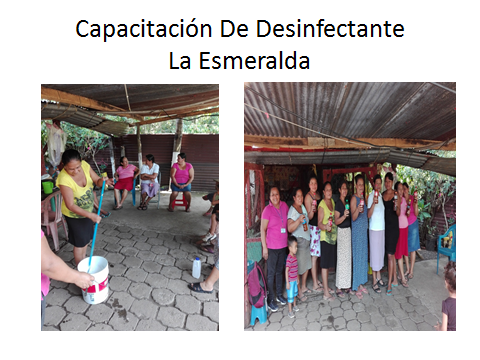 Capacitación De Desinfectante
La Esmeralda